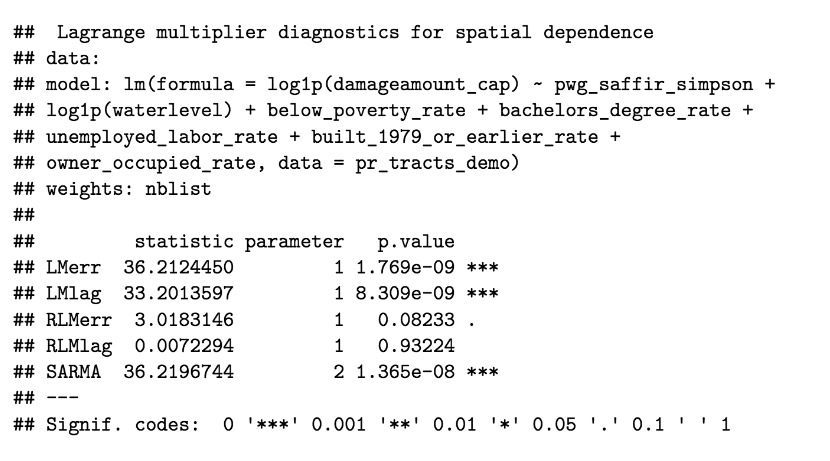 ##  Lagrange multiplier diagnostics for spatial dependence
## data:
## model: lm(formula = log1p(damageamount_cap) ~ pwg_saffir_simpson +
## log1p(waterlevel) + below_poverty_rate + bachelors_degree_rate +
## unemployed_labor_rate + built_1979_or_earlier_rate +
## owner_occupied_rate, data = pr_tracts_demo)
## weights: nblist
##
##         statistic parameter   p.value
## LMerr  36.2124450         1 1.769e-09 ***
## LMlag  33.2013597         1 8.309e-09 ***
## RLMerr  3.0183146         1   0.08233 .
## RLMlag  0.0072294         1   0.93224
## SARMA  36.2196744         2 1.365e-08 ***
## ---
## Signif. codes:  0 '***' 0.001 '**' 0.01 '*' 0.05 '.' 0.1 ' ' 1